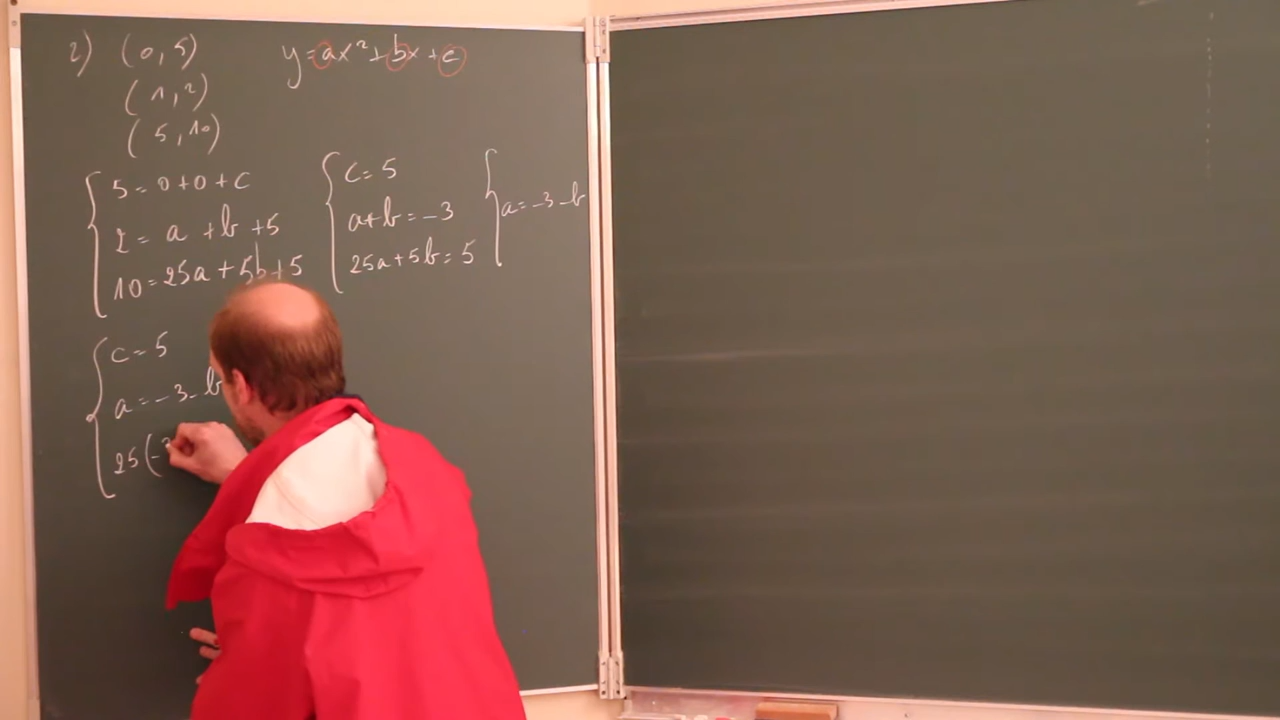 2) (0, 5) y = ax² + bx + c
(1, 2)
(5, 10)
5 = 0 + 0 + c
2 = a + b + 5
10 = 25a + 5b + 5
c = 5
a + b = -3
25a + 5b = 5
a = -3 - b
c = 5
a = -3 - b
25(-3